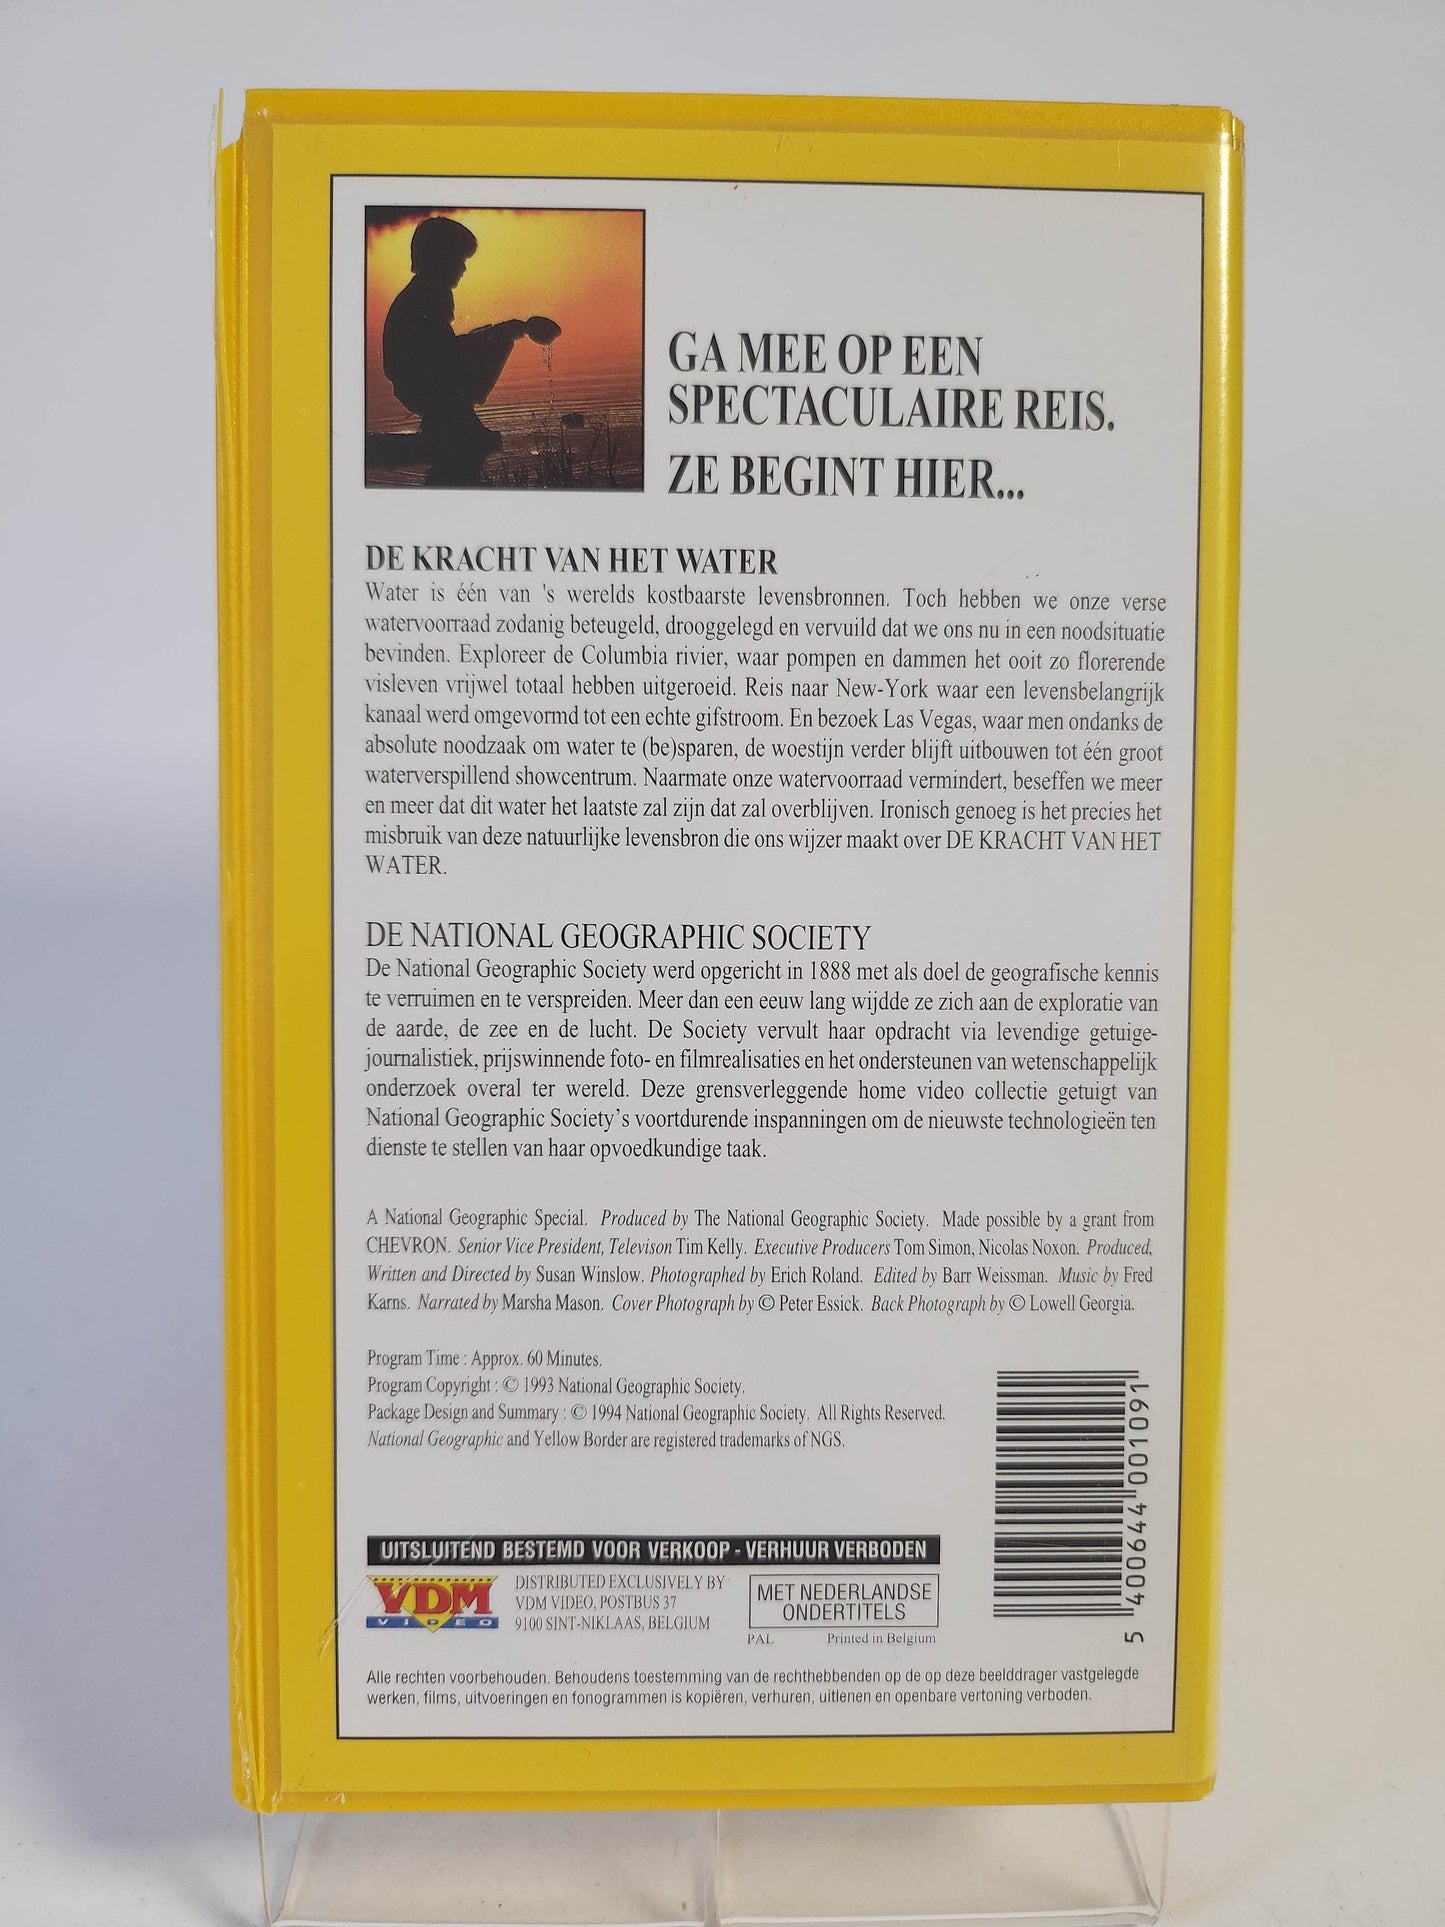 GA MEE OP EEN
SPECTACULAIRE REIS.
ZE BEGINT HIER...
DE KRACHT VAN HET WATER
Water is één van 's werelds kostbaarste levensbronnen. Toch hebben we onze verse
watervoorraad zodanig beteugeld, drooggelegd en vervuild dat we ons nu in een noodsituatie
bevinden. Exploreer de Columbia rivier, waar pompen en dammen het ooit zo florerende
visleven vrijwel totaal hebben uitgeroeid. Reis naar New-York waar een levensbelangrijk
kanaal werd omgevormd tot een echte gifstroom. En bezoek Las Vegas, waar men ondanks de
absolute noodzaak om water te (be)sparen, de woestijn verder blijft uitbouwen tot één groot
waterverspillend showcentrum. Naarmate onze watervoorraad vermindert, beseffen we meer
en meer dat dit water het laatste zal zijn dat zal overblijven. Ironisch genoeg is het precies het
misbruik van deze natuurlijke levensbron die ons wijzer maakt over DE KRACHT VAN HET
WATER.
DE NATIONAL GEOGRAPHIC SOCIETY
De National Geographic Society werd opgericht in 1888 met als doel de geografische kennis
te verruimen en te verspreiden. Meer dan een eeuw lang wijdde ze zich aan de exploratie van
de aarde, de zee en de lucht. De Society vervult haar opdracht via levendige getuige-
journalistiek, prijswinnende foto- en filmrealisaties en het ondersteunen van wetenschappelijk
onderzoek overal ter wereld. Deze grensverleggende home video collectie getuigt van
National Geographic Society's voortdurende inspanningen om de nieuwste technologieën ten
dienste te stellen van haar opvoedkundige taak.
A National Geographic Special. Produced by The National Geographic Society. Made possible by a grant from
CHEVRON. Senior Vice President, Televison Tim Kelly. Executive Producers Tom Simon, Nicolas Noxon. Produced,
Written and Directed by Susan Winslow. Photographed by Erich Roland. Edited by Barr Weissman. Music by Fred
Karns. Narrated by Marsha Mason. Cover Photograph by © Peter Essick. Back Photograph by © Lowell Georgia.
Program Time : Approx. 60 Minutes.
Program Copyright : © 1993 National Geographic Society.
Package Design and Summary : © 1994 National Geographic Society. All Rights Reserved.
National Geographic and Yellow Border are registered trademarks of NGS.
5 400644 001091
UITSLUITEND BESTEMD VOOR VERKOOP - VERHUUR VERBODEN
VDM
VIDEO
DISTRIBUTED EXCLUSIVELY BY
VDM VIDEO, POSTBUS 37
9100 SINT-NIKLAAS, BELGIUM
MET NEDERLANDSE
ONDERTITELS
PAL Printed in Belgium
Alle rechten voorbehouden. Behoudens toestemming van de rechthebbenden op de op deze beelddrager vastgelegde
werken, films, uitvoeringen en fonogrammen is kopiëren, verhuren, uitlenen en openbare vertoning verboden.